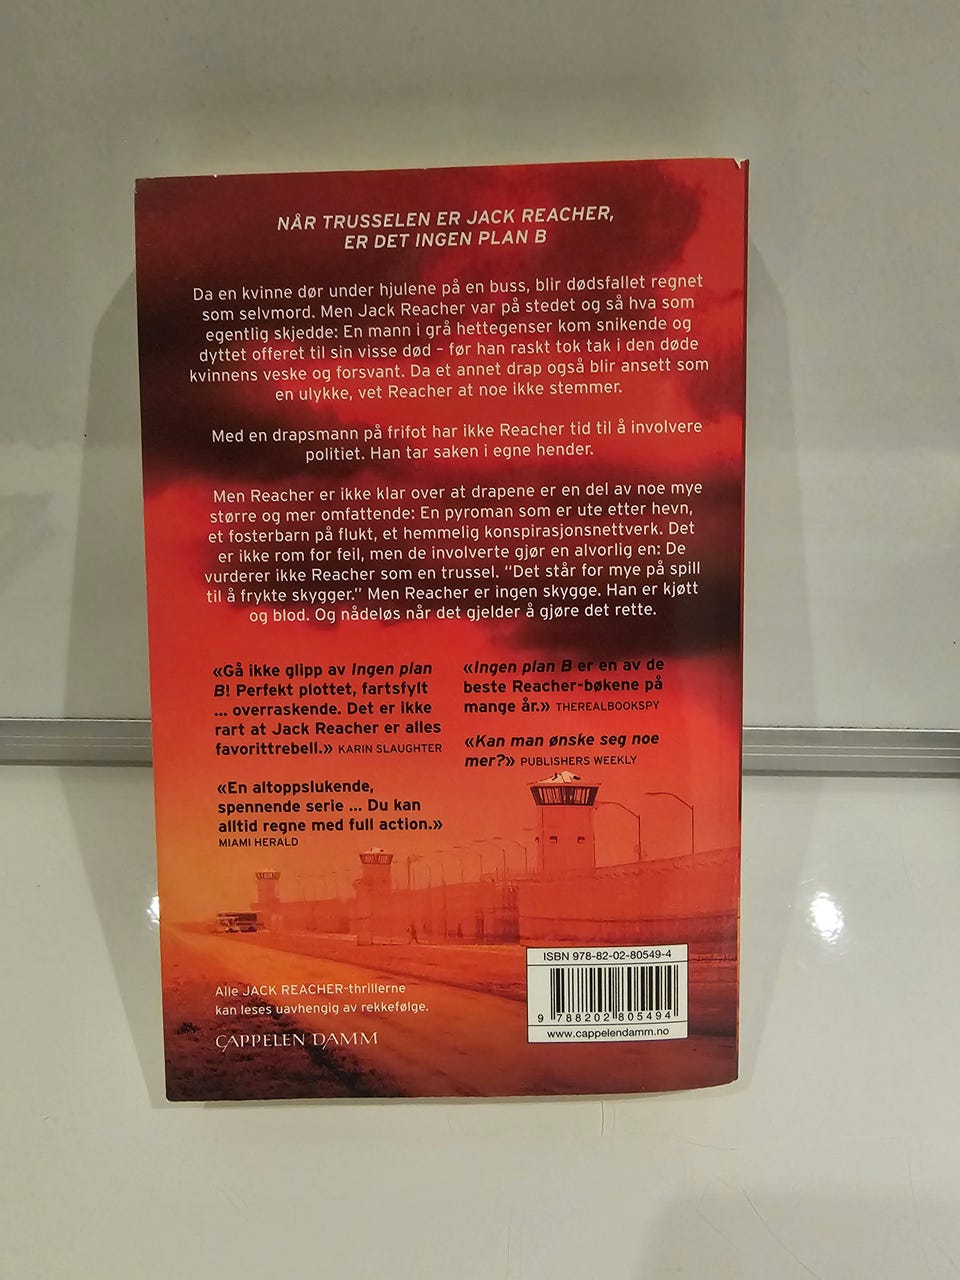 NÅR TRUSSELEN ER JACK REACHER,
ER DET INGEN PLAN B
Da en kvinne dør under hjulene på en buss, blir dødsfallet regnet
som selvmord. Men Jack Reacher var på stedet og så hva som
egentlig skjedde: En mann i grå hettegenser kom snikende og
dyttet offeret til sin visse død – før han raskt tok tak i den døde
kvinnens veske og forsvant. Da et annet drap også blir ansett som
en ulykke, vet Reacher at noe ikke stemmer.
Med en drapsmann på frifot har ikke Reacher tid til å involvere
politiet. Han tar saken i egne hender.
Men Reacher er ikke klar over at drapene er en del av noe mye
større og mer omfattende: En pyroman som er ute etter hevn,
et fosterbarn på flukt, et hemmelig konspirasjonsnettverk. Det
er ikke rom for feil, men de involverte gjør en alvorlig en: De
vurderer ikke Reacher som en trussel. “Det står for mye på spill
til å frykte skygger.” Men Reacher er ingen skygge. Han er kjøtt
og blod. Og nådeløs når det gjelder å gjøre det rette.
«Gå ikke glipp av Ingen plan
B! Perfekt plottet, fartsfylt
... overraskende. Det er ikke
rart at Jack Reacher er alles
favorittrebell.» KARIN SLAUGHTER
«En altoppslukende,
spennende serie ... Du kan
alltid regne med full action.»
MIAMI HERALD
«Ingen plan B er en av de
beste Reacher-bøkene på
mange år.» THEREALBOOKSPY
«Kan man ønske seg noe
mer?» PUBLISHERS WEEKLY
Alle JACK REACHER-thrillerne
kan leses uavhengig av rekkefølge.
CAPPELEN DAMM
ISBN 978-82-02-80549-4
9 788202 805494
www.cappelendamm.no